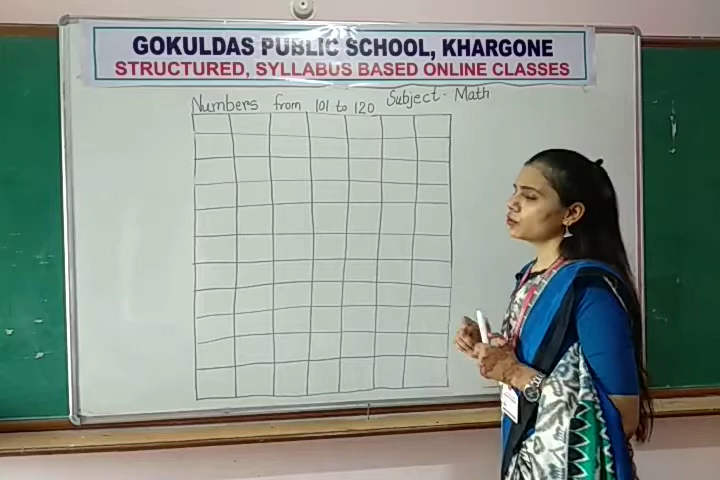 GOKULDAS PUBLIC SCHOOL, KHARGONE
STRUCTURED, SYLLABUS BASED ONLINE CLASSES
Numbers from 101 to 120 Subject - Math